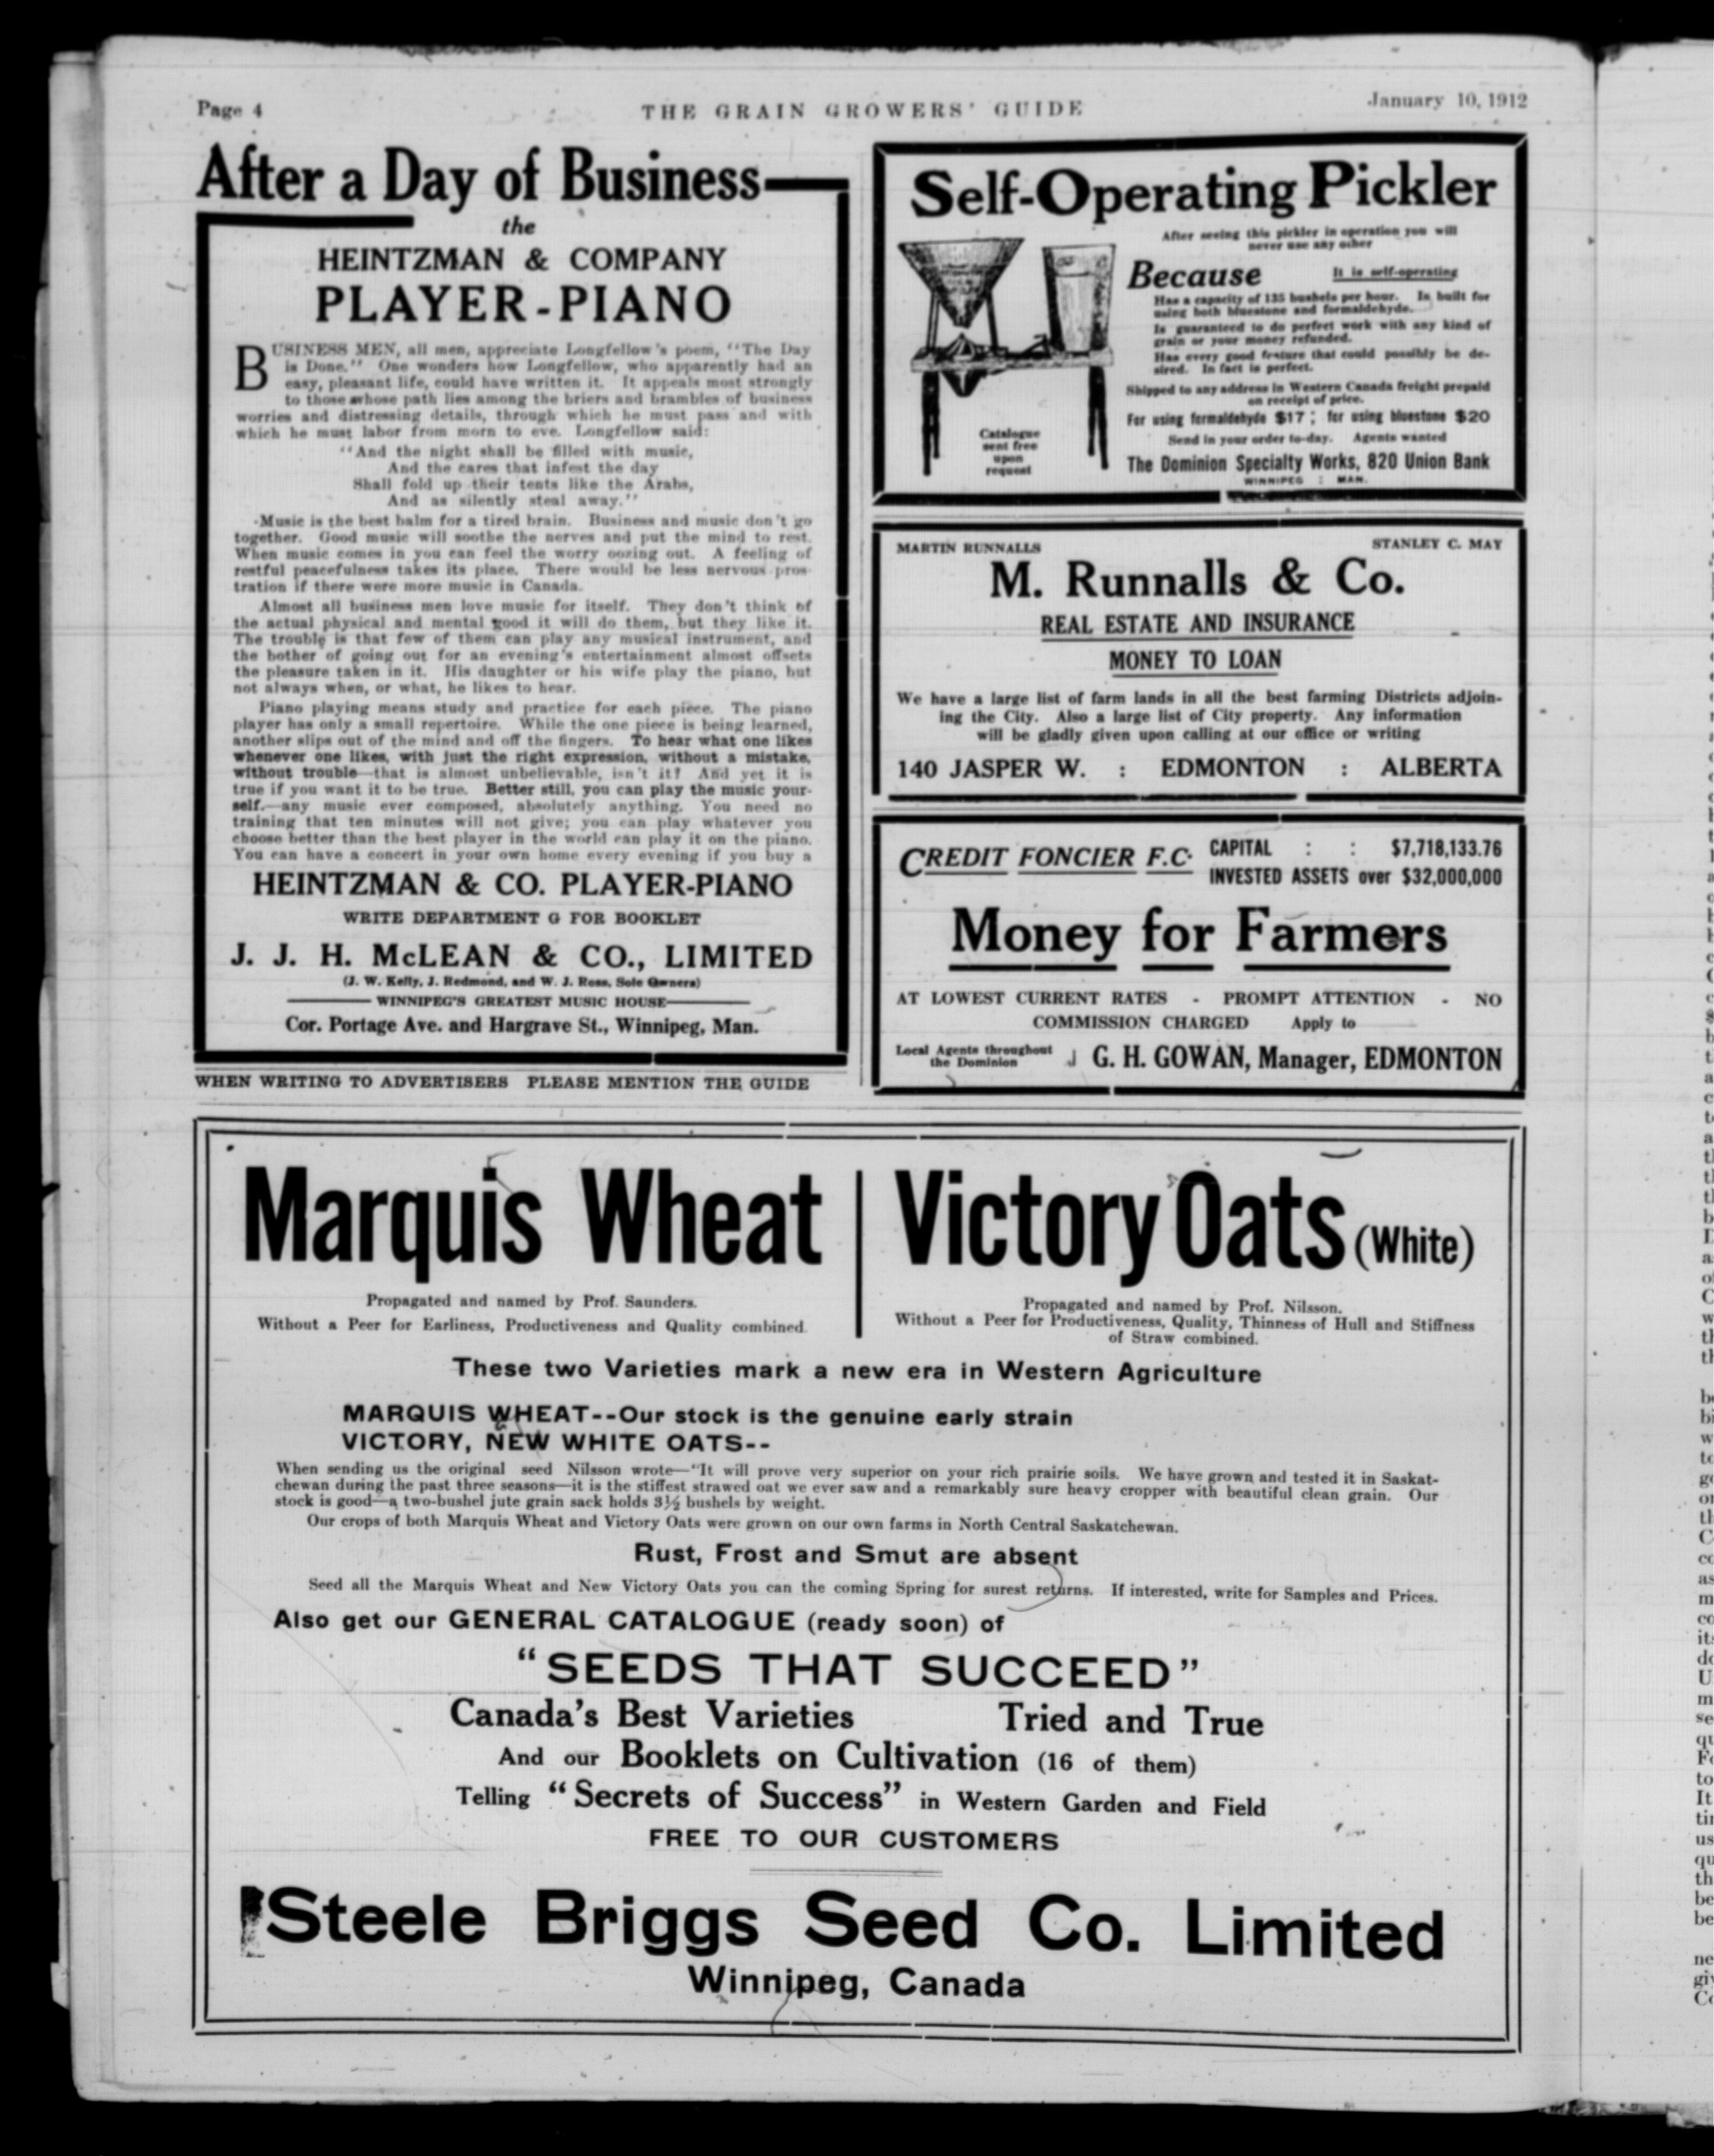 Page 4
THE GRAIN GROWERS' GUIDE
January 10, 1912
After a Day of Business
the
HEINTZMAN & COMPANY
PLAYER-PIANO
BUSINESS MEN, all men, appreciate Longfellow's poem, "The Day
is Done." One wonders how Longfellow, who apparently had an
easy, pleasant life, could have written it. It appeals most strongly
to those whose path lies among the briers and brambles of business
worries and distressing details, through which he must pass and with
which he must labor from morn to eve. Longfellow said:
"And the night shall be filled with music,
And the cares that infest the day
Shall fold up their tents like the Arabs,
And as silently steal away."
Music is the best balm for a tired brain. Business and music don't go
together. Good music will soothe the nerves and put the mind to rest.
When music comes in you can feel the worry oozing out. A feeling of
restful peacefulness takes its place. There would be less nervous pros-
tration if there were more music in Canada.
Almost all business men love music for itself. They don't think of
the actual physical and mental good it will do them, but they like it.
The trouble is that few of them can play any musical instrument, and
the bother of going out for an evening's entertainment almost offsets
the pleasure taken in it. His daughter or his wife play the piano, but
not always when, or what, he likes to hear.
Piano playing means study and practice for each piece. The piano
player has only a small repertoire. While the one piece is being learned,
another slips out of the mind and off the fingers. To hear what one likes
whenever one likes, with just the right expression, without a mistake,
without trouble—that is almost unbelievable, isn't it? And yet it is
true if you want it to be true. Better still, you can play the music your-
self.—any music ever composed, absolutely anything. You need no
training that ten minutes will not give; you can play whatever you
choose better than the best player in the world can play it on the piano.
You can have a concert in your own home every evening if you buy a
HEINTZMAN & CO. PLAYER-PIANO
WRITE DEPARTMENT G FOR BOOKLET
J. J. H. McLEAN & CO., LIMITED
(J. W. Kelly, J. Redmond, and W. J. Ross, Sole Owners)
WINNIPEG'S GREATEST MUSIC HOUSE
Cor. Portage Ave. and Hargrave St., Winnipeg, Man.
WHEN WRITING TO ADVERTISERS PLEASE MENTION THE GUIDE
Self-Operating Pickler
After seeing this pickler in operation you will
never use any other
Because It is self-operating
Has a capacity of 135 bushels per hour. Is built for
using both bluestone and formaldehyde.
Is guaranteed to do perfect work with any kind of
grain or your money refunded.
Has every good feature that could possibly be de-
sired. In fact is perfect.
Shipped to any address in Western Canada freight prepaid
on receipt of price.
For using formaldehyde $17; for using bluestone $20
Send in your order to-day. Agents wanted
Catalogue
sent free
upon
request
The Dominion Specialty Works, 820 Union Bank
WINNIPEG : MAN.
MARTIN RUNNALLS STANLEY C. MAY
M. Runnalls & Co.
REAL ESTATE AND INSURANCE
MONEY TO LOAN
We have a large list of farm lands in all the best farming Districts adjoin-
ing the City. Also a large list of City property. Any information
will be gladly given upon calling at our office or writing
140 JASPER W. : EDMONTON : ALBERTA
CREDIT FONCIER F.C.
CAPITAL : : $7,718,133.76
INVESTED ASSETS over $32,000,000
Money for Farmers
AT LOWEST CURRENT RATES - PROMPT ATTENTION - NO
COMMISSION CHARGED Apply to
Local Agents throughout
the Dominion
G. H. GOWAN, Manager, EDMONTON
Marquis Wheat
Propagated and named by Prof. Saunders.
Without a Peer for Earliness, Productiveness and Quality combined.
Victory Oats (White)
Propagated and named by Prof. Nilsson.
Without a Peer for Productiveness, Quality, Thinness of Hull and Stiffness
of Straw combined.
These two Varieties mark a new era in Western Agriculture
MARQUIS WHEAT--Our stock is the genuine early strain
VICTORY, NEW WHITE OATS--
When sending us the original seed Nilsson wrote—"It will prove very superior on your rich prairie soils. We have grown and tested it in Saskat-
chewan during the past three seasons—it is the stiffest strawed oat we ever saw and a remarkably sure heavy cropper with beautiful clean grain. Our
stock is good—a two-bushel jute grain sack holds 3½ bushels by weight.
Our crops of both Marquis Wheat and Victory Oats were grown on our own farms in North Central Saskatchewan.
Rust, Frost and Smut are absent
Seed all the Marquis Wheat and New Victory Oats you can the coming Spring for surest returns. If interested, write for Samples and Prices.
Also get our GENERAL CATALOGUE (ready soon) of
"SEEDS THAT SUCCEED"
Canada's Best Varieties Tried and True
And our Booklets on Cultivation (16 of them)
Telling "Secrets of Success" in Western Garden and Field
FREE TO OUR CUSTOMERS
Steele Briggs Seed Co. Limited
Winnipeg, Canada